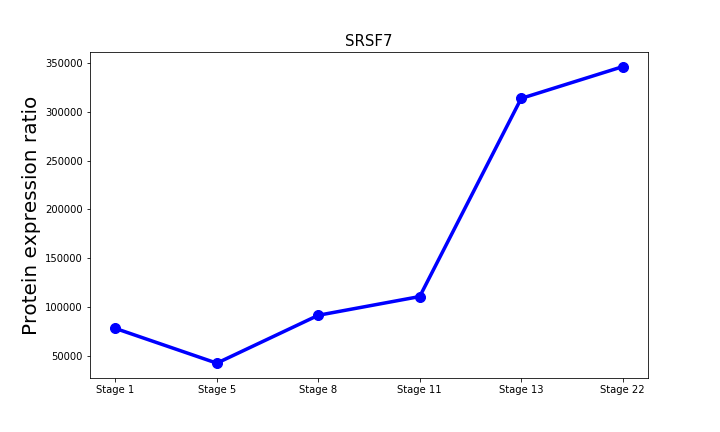 SRSF7
Protein expression ratio
350000
300000
250000
200000
150000
100000
50000
Stage 1 Stage 5 Stage 8 Stage 11 Stage 13 Stage 22